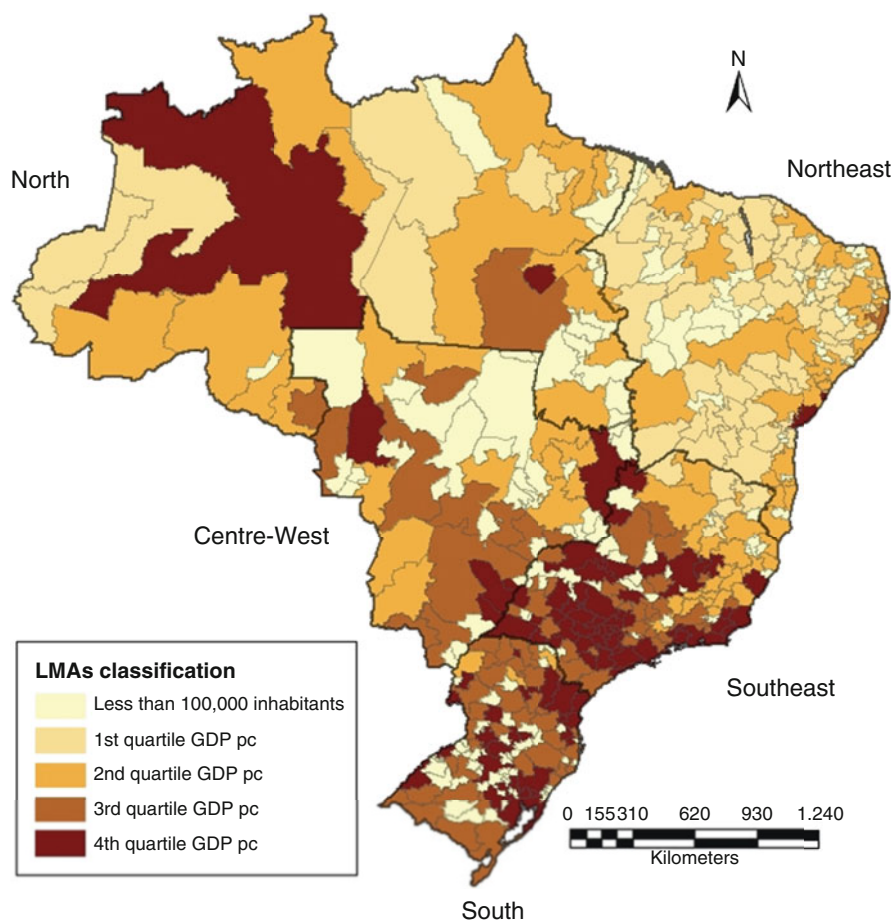 N
North
Northeast
Centre-West
Southeast
South
LMAs classification
Less than 100,000 inhabitants
1st quartile GDP pc
2nd quartile GDP pc
3rd quartile GDP pc
4th quartile GDP pc
0 155310 620 930 1.240
Kilometers